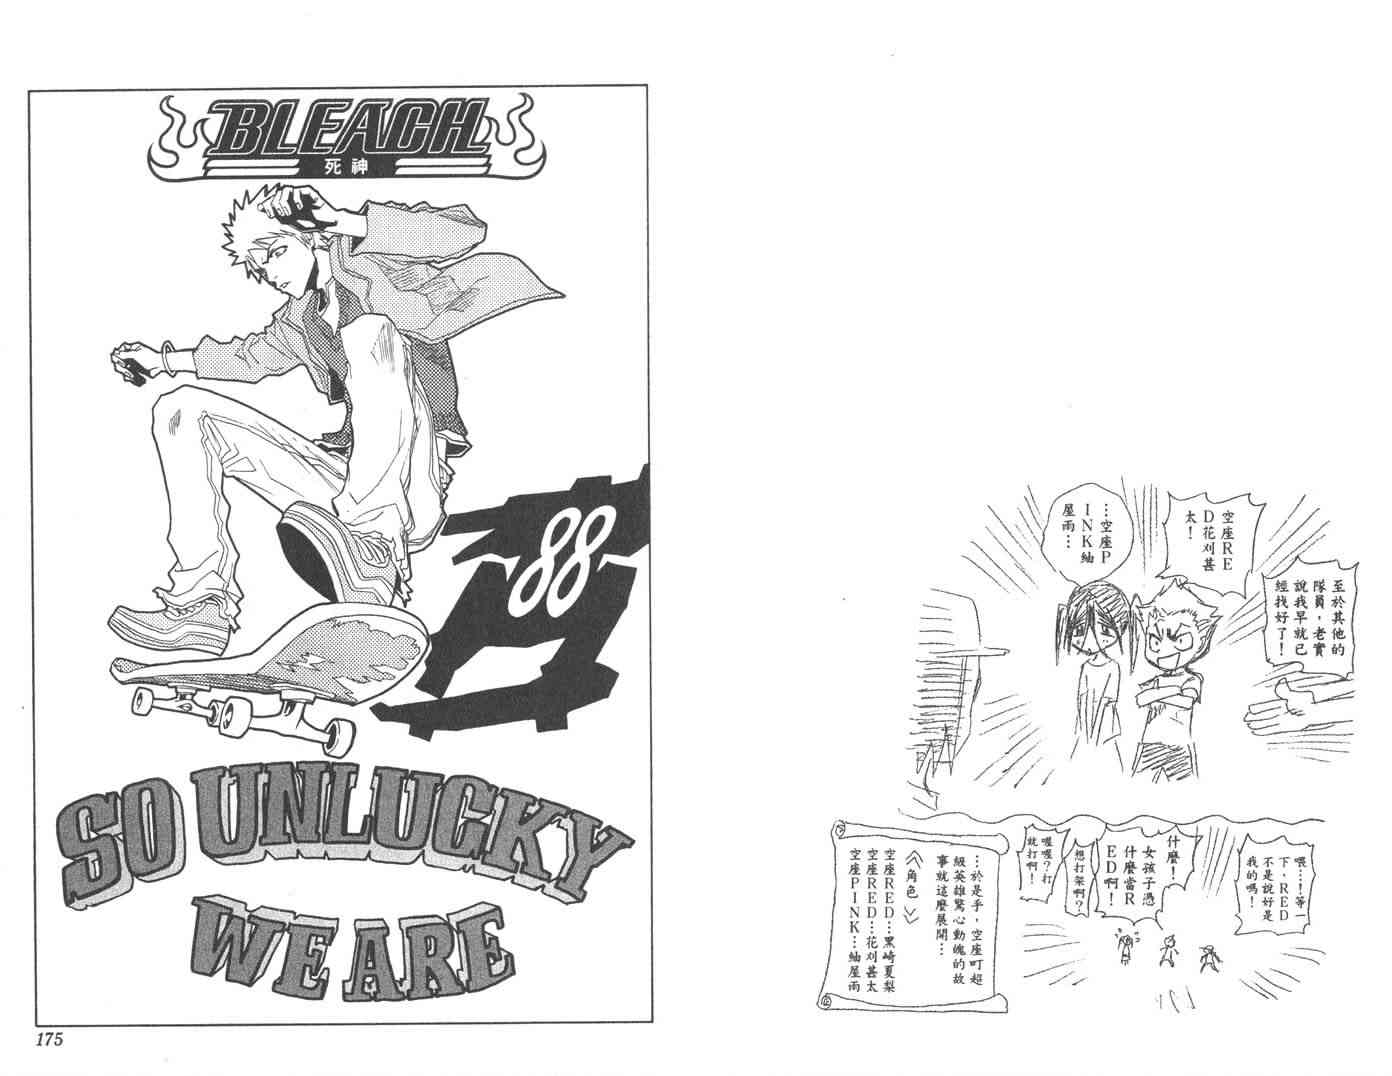 至於其他的
隊員，老實
說我早就已
經找好了！
空座RE
D花刈甚
太！
…空座P
INK紬
屋雨…
喂…！等一
下，RED
不是說好是
我的嗎！
什麼！
女孩子憑
什麼當R
ED啊！
想打架啊？
喔喔？打
就打啊！
…於是乎，空座町超
級英雄驚心動魄的故
事就這麼展開…
《角色》
空座RED…黑崎夏梨
空座RED…花刈甚太
空座PINK…紬屋雨
BLEACH
死神
88
SO UNLUCKY
WE ARE
175